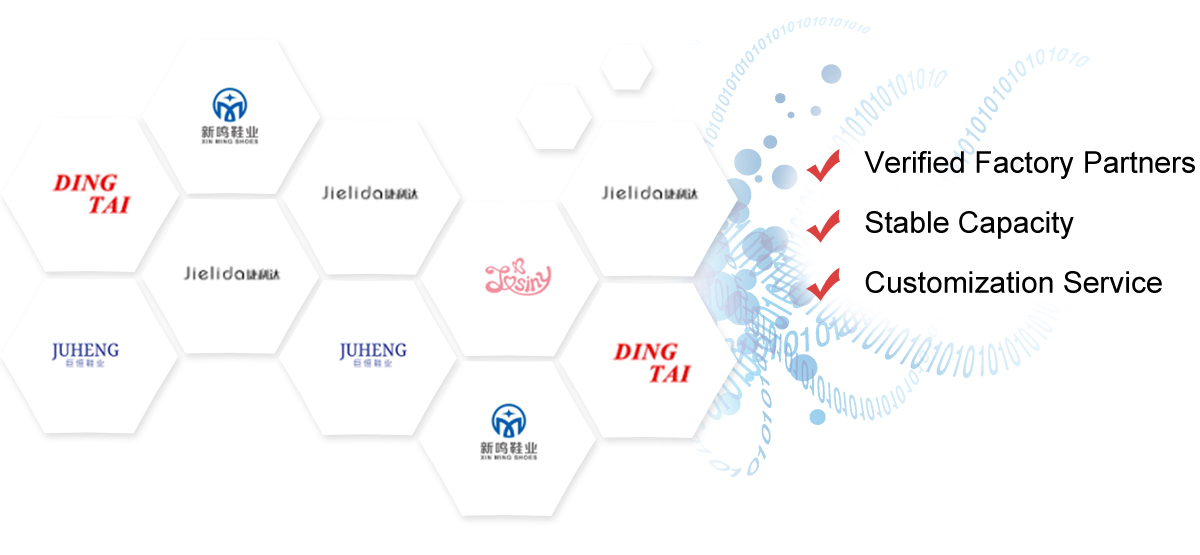 新鸣鞋业
XIN MING SHOES
DING
TAI
Jielida捷利达
Jielida捷利达
Jielida捷利达
Josiny
JUHENG
巨恒鞋业
JUHENG
巨恒鞋业
DING
TAI
新鸣鞋业
XIN MING SHOES
Verified Factory Partners
Stable Capacity
Customization Service